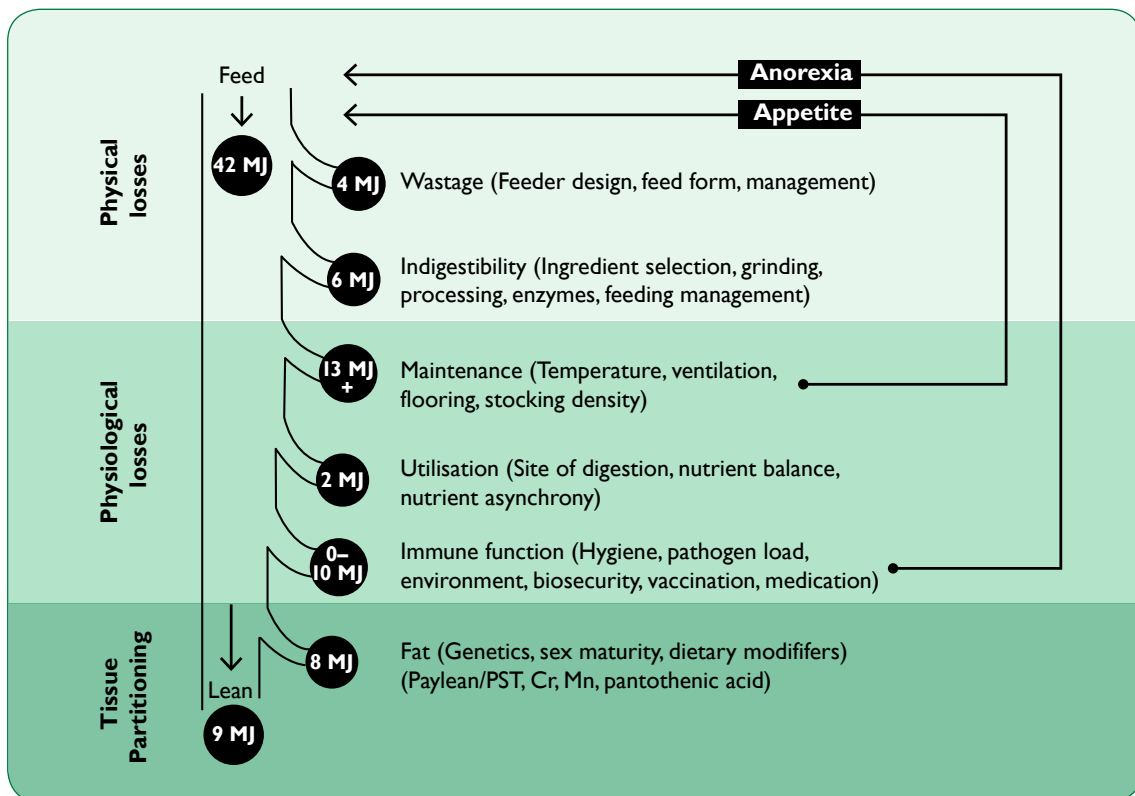 Physical
losses
Feed
42 MJ
Anorexia
Appetite
4 MJ
Wastage (Feeder design, feed form, management)
6 MJ
Indigestibility (Ingredient selection, grinding,
processing, enzymes, feeding management)
Physiological
losses
13 MJ
+
Maintenance (Temperature, ventilation,
flooring, stocking density)
2 MJ
Utilisation (Site of digestion, nutrient balance,
nutrient asynchrony)
0–
10 MJ
Immune function (Hygiene, pathogen load,
environment, biosecurity, vaccination, medication)
Tissue
Partitioning
8 MJ
Fat (Genetics, sex maturity, dietary modififers)
(Paylean/PST, Cr, Mn, pantothenic acid)
Lean
9 MJ